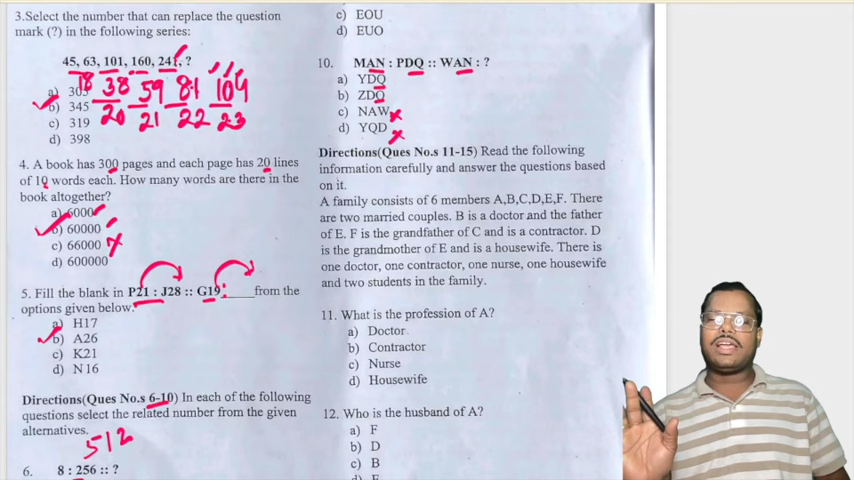 3.Select the number that can replace the question
mark (?) in the following series:
45, 63, 101, 160, 241, ?
18 38 59 81 104
a) 305
b) 345
20 21 22 23
c) 319
d) 398
4. A book has 300 pages and each page has 20 lines
of 10 words each. How many words are there in the
book altogether?
a) 6000
b) 60000
c) 66000
d) 600000
5. Fill the blank in P21 : J28 :: G19:_____from the
options given below.
a) H17
b) A26
c) K21
d) N16
Directions(Ques No.s 6-10) In each of the following
questions select the related number from the given
alternatives.
512
6. 8 : 256 :: ?
c) EOU
d) EUO
10. MAN : PDQ :: WAN : ?
a) YDQ
b) ZDQ
c) NAW
d) YQD
Directions(Ques No.s 11-15) Read the following
information carefully and answer the questions based
on it.
A family consists of 6 members A,B,C,D,E,F. There
are two married couples. B is a doctor and the father
of E. F is the grandfather of C and is a contractor. D
is the grandmother of E and is a housewife. There is
one doctor, one contractor, one nurse, one housewife
and two students in the family.
11. What is the profession of A?
a) Doctor
b) Contractor
c) Nurse
d) Housewife
12. Who is the husband of A?
a) F
b) D
c) B